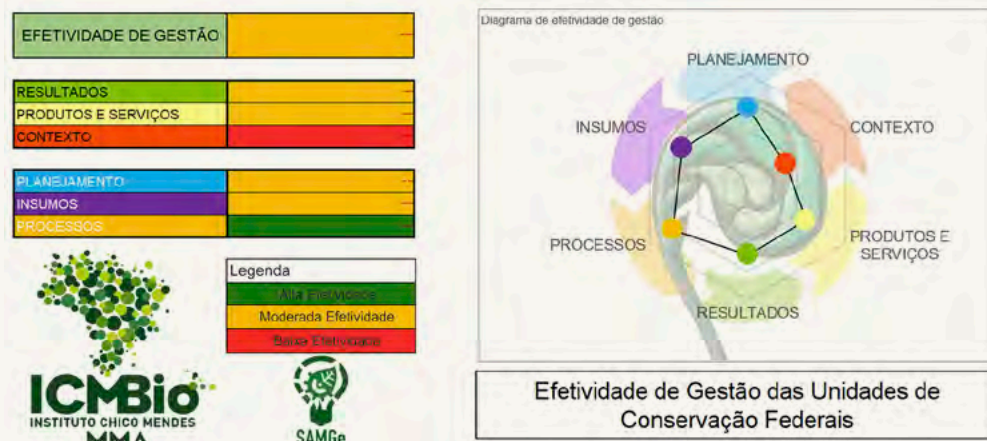 EFETIVIDADE DE GESTÃO
RESULTADOS
PRODUTOS E SERVIÇOS
CONTEXTO
PLANEJAMENTO
INSUMOS
PROCESSOS
Legenda
Alta Efetividade
Moderada Efetividade
Baixa Efetividade
ICMBio
INSTITUTO CHICO MENDES
MMA
SAMGe
Diagrama de efetividade de gestão
PLANEJAMENTO
INSUMOS
CONTEXTO
PROCESSOS
PRODUTOS E
SERVIÇOS
RESULTADOS
Efetividade de Gestão das Unidades de
Conservação Federais